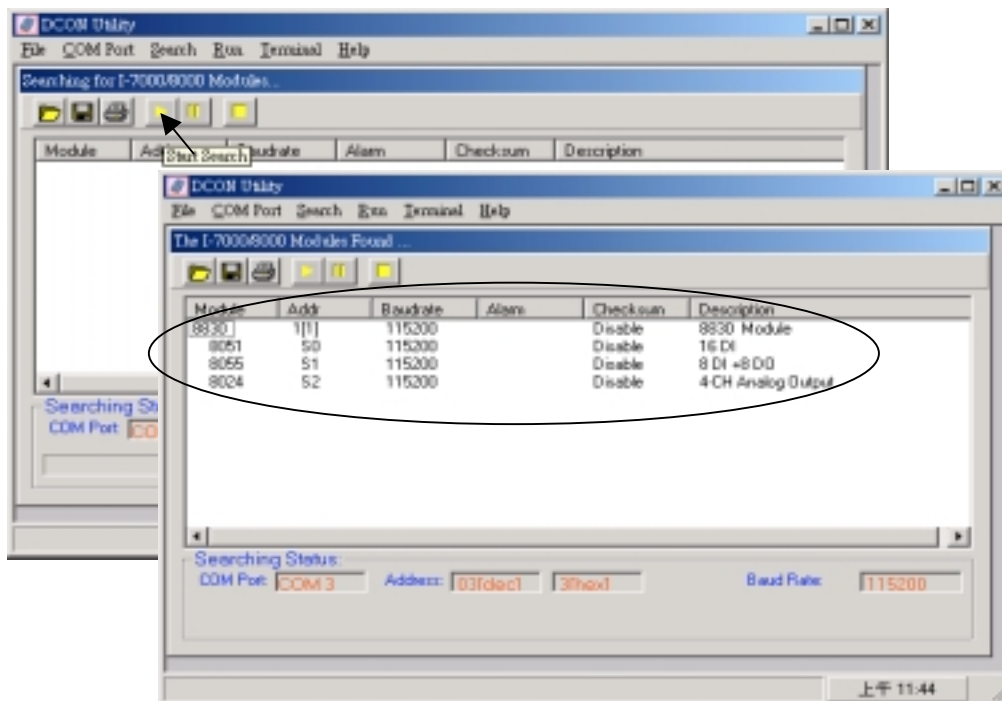 DCON Utility
File COM Port Search Run Terminal Help
Searching for I-7000/8000 Modules...
Module Baudrate Alarm Checksum Description
Start Search
Searching
COM Port
DCON Utility
File COM Port Search Run Terminal Help
The I-7000/8000 Modules Found ...
Module Addr Baudrate Alarm Checksum Description
8830 1[1] 115200 Disable 8830 Module
8051 S0 115200 Disable 16 DI
8055 S1 115200 Disable 8 DI +8 DO
8024 S2 115200 Disable 4-CH Analog Output
Searching Status:
COM Port: COM 3 Address: 03[dec] 3[hex] Baud Rate: 115200
上午 11:44